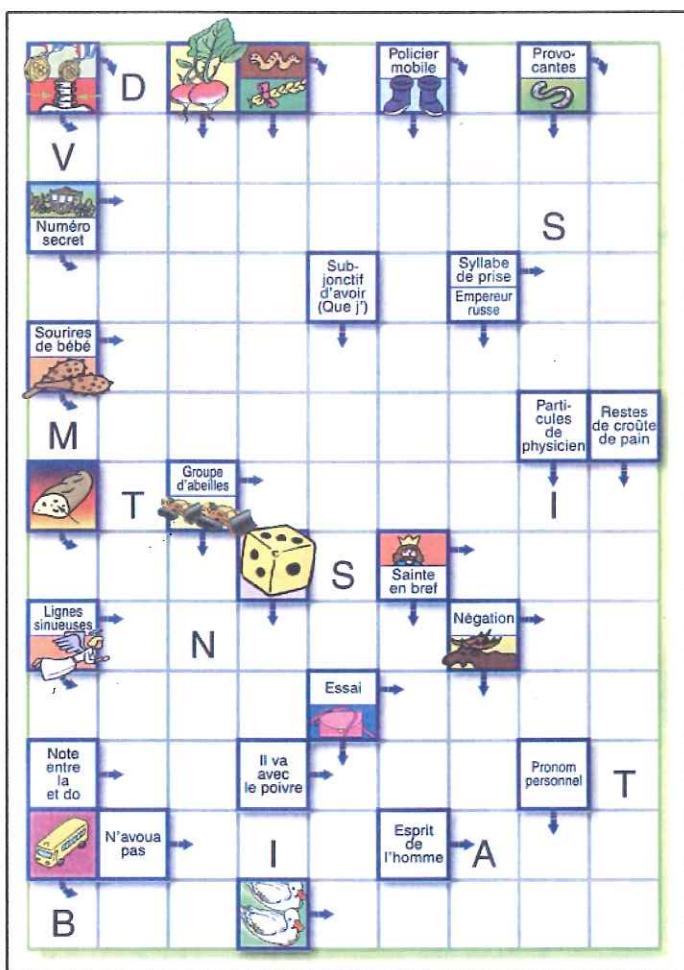 Policier
mobile
Provo-
cantes
D
V
Numéro
secret
S
Sub-
jonctif
d'avoir
(Que j')
Syllabe
de prise
Empereur
russe
Sourires
de bébé
M
Parti-
cules
de
physicien
Restes
de croûte
de pain
T
Groupe
d'abeilles
I
S
Sainte
en bref
Lignes
sinueuses
N
Négation
Essai
Note
entre
la
et do
Il va
avec
le poivre
Pronom
personnel
T
N'avoua
pas
I
Esprit
de
l'homme
A
B